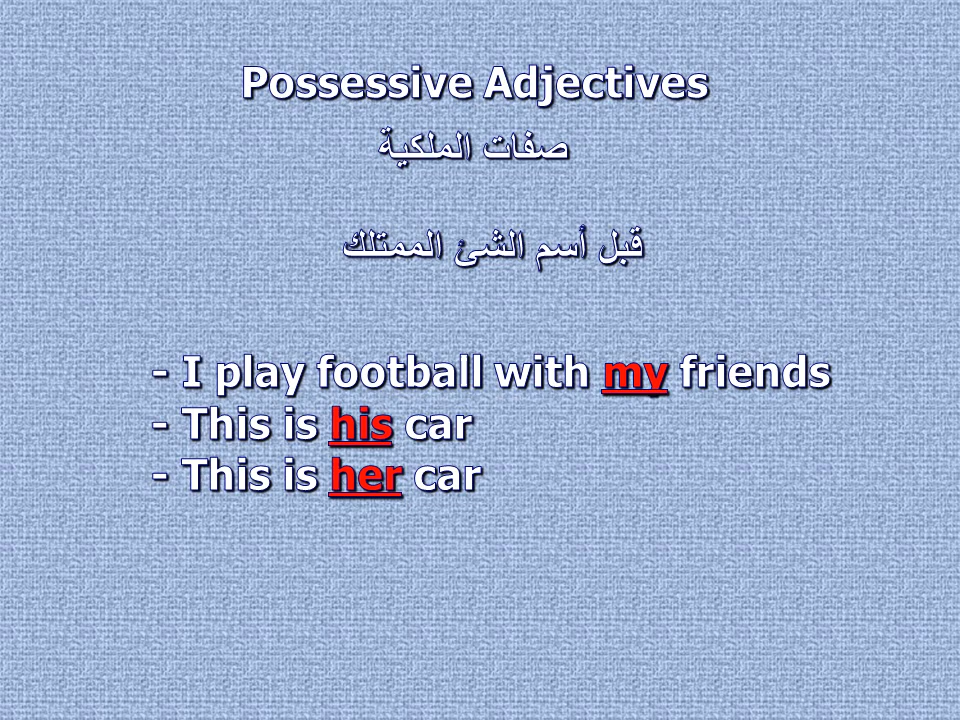 Possessive Adjectives
صفات الملكية
قبل أسم الشئ الممتلك
- I play football with my friends
- This is his car
- This is her car